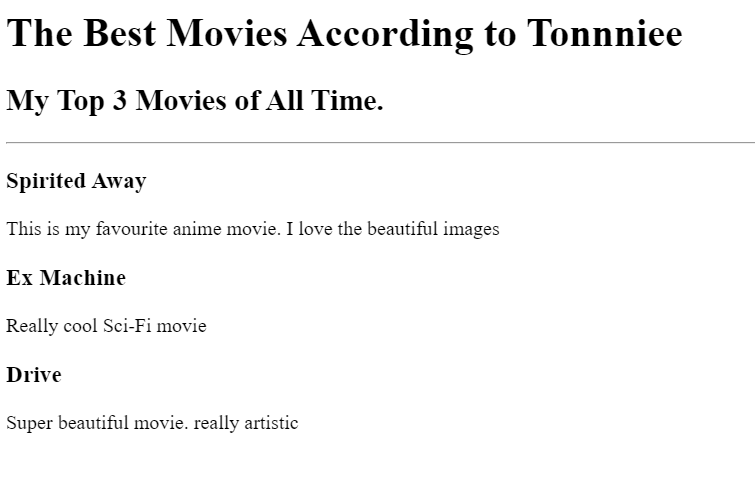 The Best Movies According to Tonnniee
My Top 3 Movies of All Time.
Spirited Away
This is my favourite anime movie. I love the beautiful images
Ex Machine
Really cool Sci-Fi movie
Drive
Super beautiful movie. really artistic